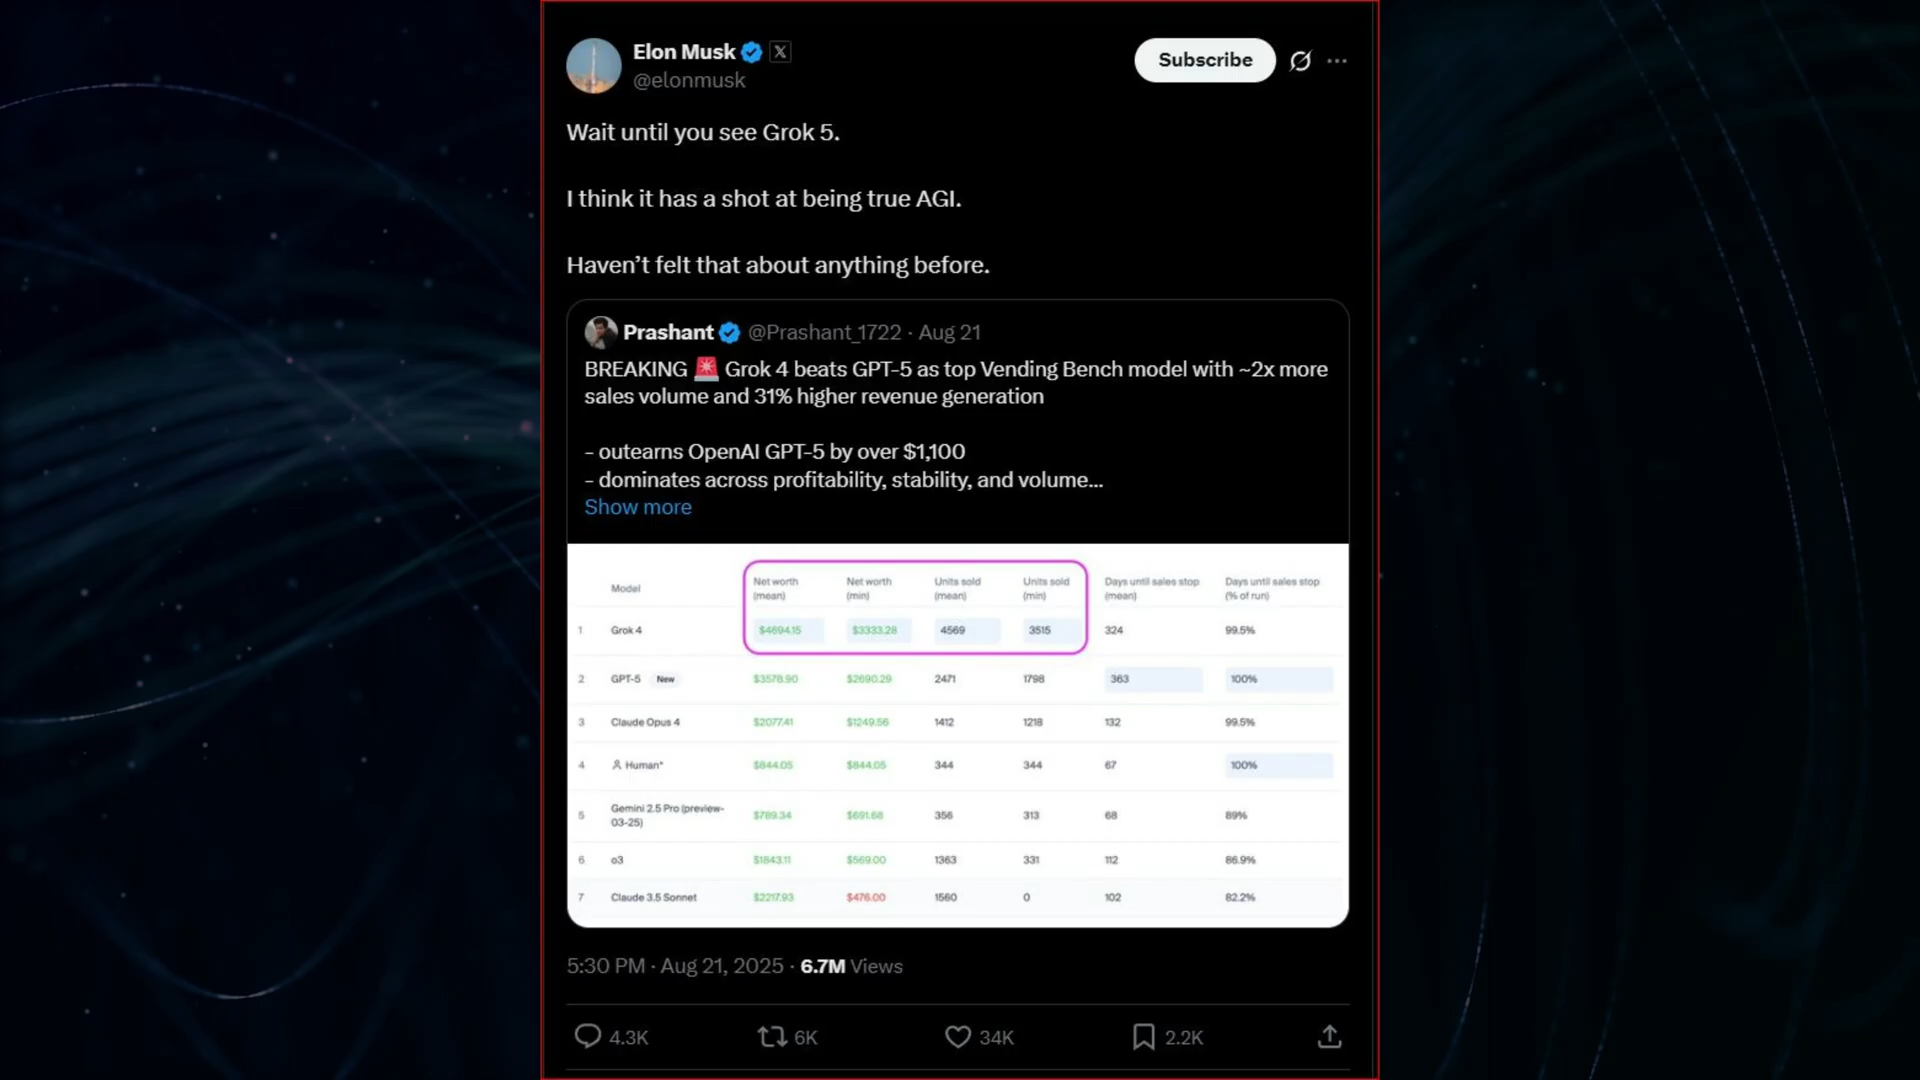 Elon Musk
@elonmusk
Subscribe
Wait until you see Grok 5.
I think it has a shot at being true AGI.
Haven’t felt that about anything before.
Prashant @Prashant_1722 · Aug 21
BREAKING 🚨 Grok 4 beats GPT-5 as top Vending Bench model with ~2x more
sales volume and 31% higher revenue generation
- outearns OpenAI GPT-5 by over $1,100
- dominates across profitability, stability, and volume...
Show more
Model Net worth (mean) Net worth (min) Units sold (mean) Units sold (min) Days until sales stop (mean) Days until sales stop (% of run)
1 Grok 4 $4694.15 $3333.28 4569 3515 324 99.5%
2 GPT-5 New $3578.90 $2690.29 2471 1798 363 100%
3 Claude Opus 4 $2077.41 $1249.56 1412 1218 132 99.5%
4 Human* $844.05 $844.05 344 344 67 100%
5 Gemini 2.5 Pro (preview-03-25) $789.34 $691.68 356 313 68 89%
6 o3 $1843.11 $569.00 1363 331 112 86.9%
7 Claude 3.5 Sonnet $2217.93 $476.00 1560 0 102 82.2%
5:30 PM · Aug 21, 2025 · 6.7M Views
4.3K 6K 34K 2.2K